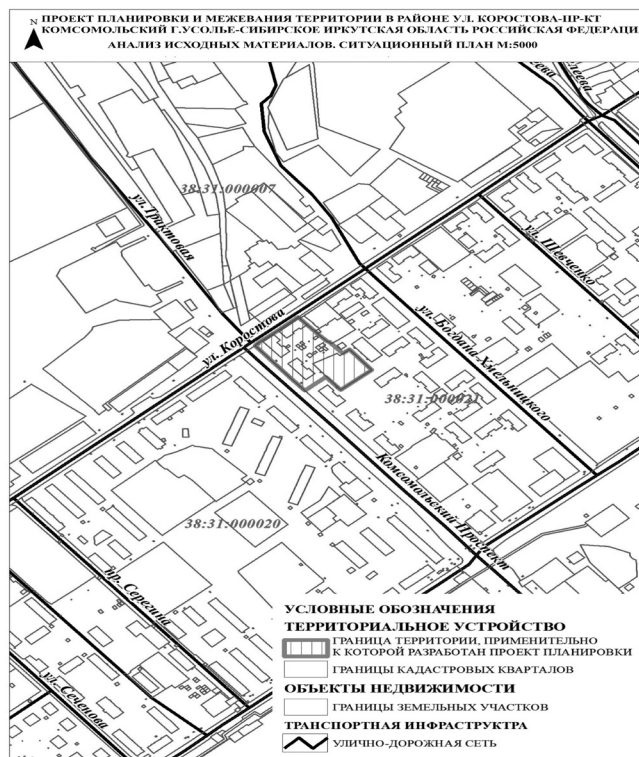 N
ПРОЕКТ ПЛАНИРОВКИ И МЕЖЕВАНИЯ ТЕРРИТОРИИ В РАЙОНЕ УЛ. КОРОСТОВА-ПР-КТ
КОМСОМОЛЬСКИЙ Г.УСОЛЬЕ-СИБИРСКОЕ ИРКУТСКАЯ ОБЛАСТЬ РОССИЙСКАЯ ФЕДЕРАЦИ
АНАЛИЗ ИСХОДНЫХ МАТЕРИАЛОВ. СИТУАЦИОННЫЙ ПЛАН М:5000
38:31:000007
ул.Трактовая
ул. Шевченко
ул. Коростова
ул. Богдана-Хмельницкого
38:31:000021
Комсомольский Проспект
38:31:000020
пр. Серегина
ул. Сеченова
УСЛОВНЫЕ ОБОЗНАЧЕНИЯ
ТЕРРИТОРИАЛЬНОЕ УСТРОЙСТВО
ГРАНИЦА ТЕРРИТОРИИ, ПРИМЕНИТЕЛЬНО
К КОТОРОЙ РАЗРАБОТАН ПРОЕКТ ПЛАНИРОВКИ
ГРАНИЦЫ КАДАСТРОВЫХ КВАРТАЛОВ
ОБЪЕКТЫ НЕДВИЖИМОСТИ
ГРАНИЦЫ ЗЕМЕЛЬНЫХ УЧАСТКОВ
ТРАНСПОРТНАЯ ИНФРАСТРУКТРА
УЛИЧНО-ДОРОЖНАЯ СЕТЬ